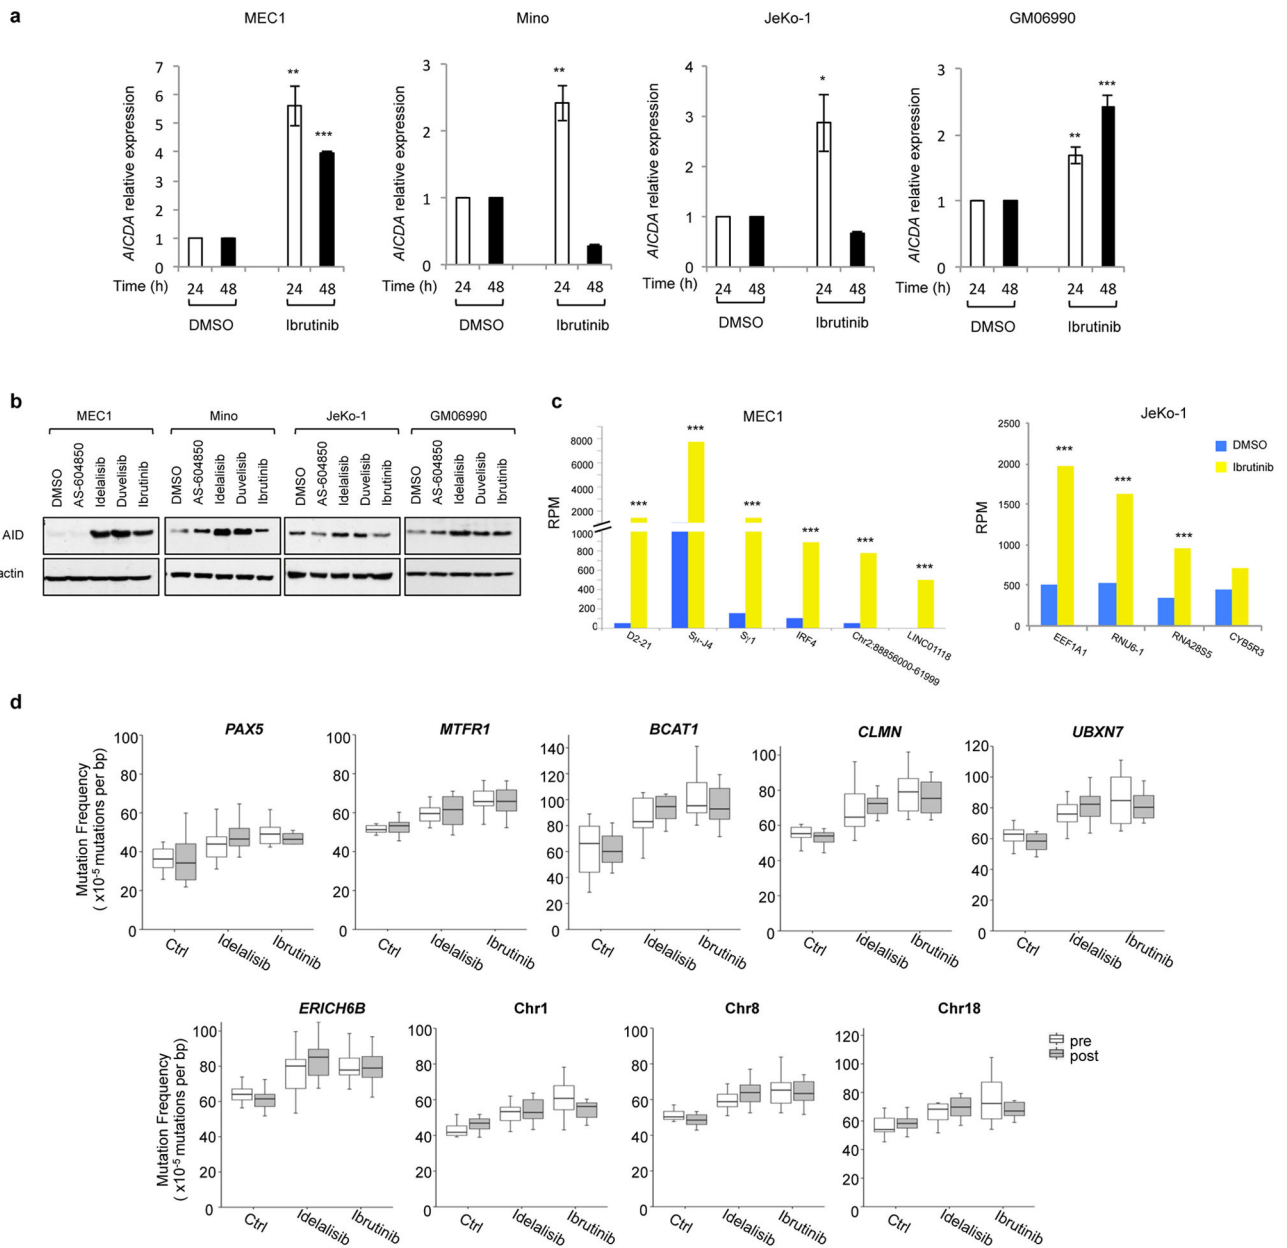 a
MEC1
Mino
JeKo-1
GM06990
AICDA relative expression
7
6
5
4
3
2
1
0
**
***
Time (h)
24 48 24 48
DMSO Ibrutinib
AICDA relative expression
3
2
1
0
**
24 48 24 48
DMSO Ibrutinib
AICDA relative expression
4
3
2
1
0
*
Time (h)
24 48 24 48
DMSO Ibrutinib
AICDA relative expression
3
2
1
0
**
***
Time (h)
24 48 24 48
DMSO Ibrutinib
b
MEC1
Mino
JeKo-1
GM06990
DMSO
AS-604850
Idelalisib
Duvelisib
Ibrutinib
DMSO
AS-604850
Idelalisib
Duvelisib
Ibrutinib
DMSO
AS-604850
Idelalisib
Duvelisib
Ibrutinib
DMSO
AS-604850
Idelalisib
Duvelisib
Ibrutinib
AID
actin
c
MEC1
RPM
8000
6000
4000
2000
1000
800
600
400
200
0
***
***
***
***
***
***
D2-21
Sμ-J4
Sγ1
IRF4
Chr2:88856000-61999
LINC01118
JeKo-1
RPM
2500
2000
1500
1000
500
0
***
***
***
EEF1A1
RNU6-1
RNA28S5
CYB5R3
DMSO
Ibrutinib
d
Mutation Frequency
( x10-5 mutations per bp)
PAX5
100
80
60
40
20
0
Ctrl
Idelalisib
Ibrutinib
MTFR1
100
80
60
40
20
0
Ctrl
Idelalisib
Ibrutinib
BCAT1
140
120
100
80
60
40
20
0
Ctrl
Idelalisib
Ibrutinib
CLMN
100
80
60
40
20
0
Ctrl
Idelalisib
Ibrutinib
UBXN7
120
100
80
60
40
20
0
Ctrl
Idelalisib
Ibrutinib
Mutation Frequency
( x10-5 mutations per bp)
ERICH6B
100
80
60
40
20
0
Ctrl
Idelalisib
Ibrutinib
Chr1
100
80
60
40
20
0
Ctrl
Idelalisib
Ibrutinib
Chr8
100
80
60
40
20
0
Ctrl
Idelalisib
Ibrutinib
Chr18
120
100
80
60
40
20
0
Ctrl
Idelalisib
Ibrutinib
pre
post